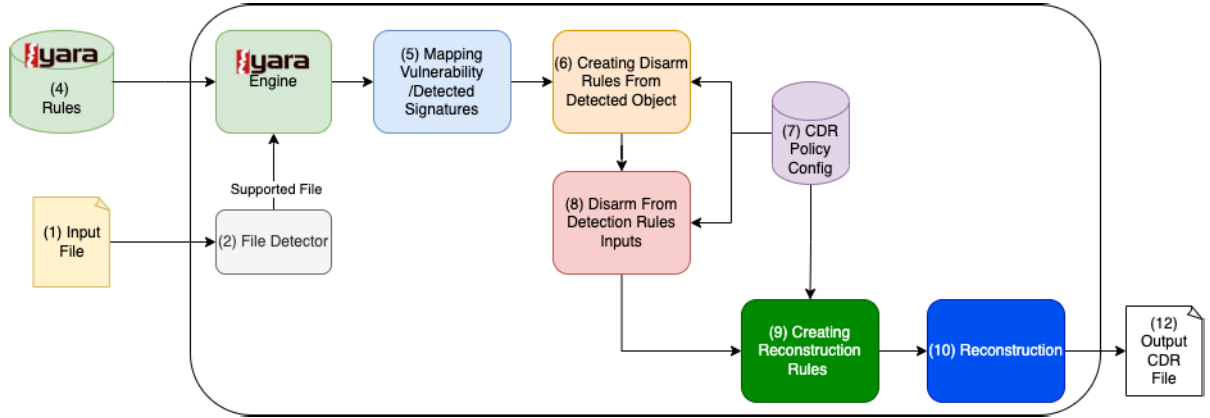 yara
(4)
Rules
yara
Engine
(5) Mapping
Vulnerability
/Detected
Signatures
(6) Creating Disarm
Rules From
Detected Object
(7) CDR
Policy
Config
Supported File
(1) Input
File
(2) File Detector
(8) Disarm From
Detection Rules
Inputs
(9) Creating
Reconstruction
Rules
(10) Reconstruction
(12)
Output
CDR
File